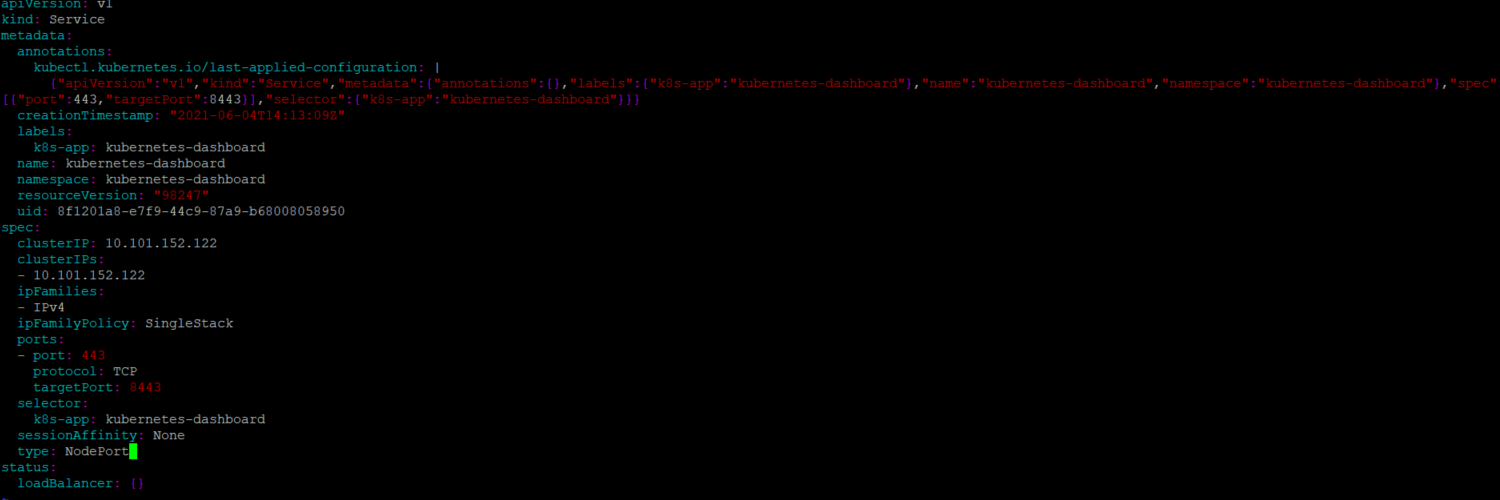 apiVersion: v1
kind: Service
metadata:
  annotations:
    kubectl.kubernetes.io/last-applied-configuration: |
      {"apiVersion":"v1","kind":"Service","metadata":{"annotations":{},"labels":{"k8s-app":"kubernetes-dashboard"},"name":"kubernetes-dashboard","namespace":"kubernetes-dashboard"},"spec"
[{"port":443,"targetPort":8443}],"selector":{"k8s-app":"kubernetes-dashboard"}}}
  creationTimestamp: "2021-06-04T14:13:09Z"
  labels:
    k8s-app: kubernetes-dashboard
  name: kubernetes-dashboard
  namespace: kubernetes-dashboard
  resourceVersion: "98247"
  uid: 8f1201a8-e7f9-44c9-87a9-b68008058950
spec:
  clusterIP: 10.101.152.122
  clusterIPs:
  - 10.101.152.122
  ipFamilies:
  - IPv4
  ipFamilyPolicy: SingleStack
  ports:
  - port: 443
    protocol: TCP
    targetPort: 8443
  selector:
    k8s-app: kubernetes-dashboard
  sessionAffinity: None
  type: NodePort
status:
  loadBalancer: {}